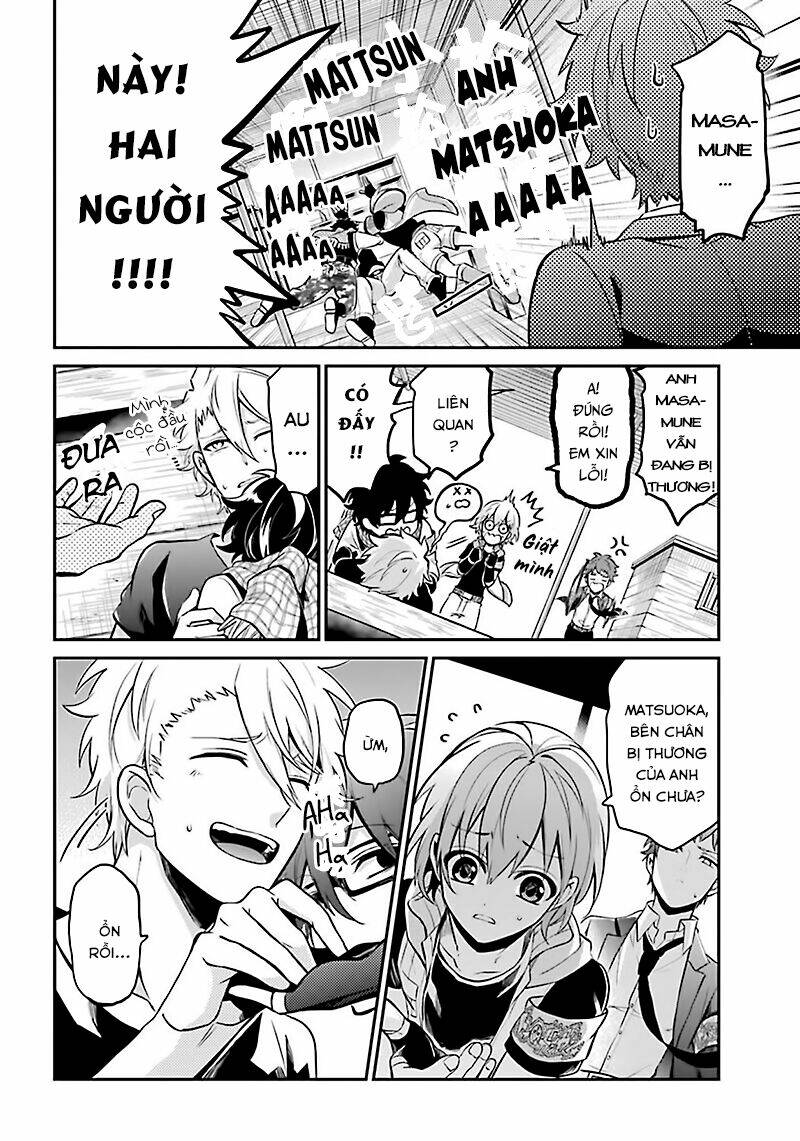 MASA-
MUNE
...
ANH
MATSUOKA
AAAAA
MATTSUN
MATTSUN
AAAAA
AAAA
NÀY!
HAI
NGƯỜI
!!!!
ANH
MASA-
MUNE
VẪN
ĐANG BỊ
THƯƠNG!
A!
ĐÚNG
RỒI!
EM XIN
LỖI!
LIÊN
QUAN
?
CÓ
ĐẤY
!!
Giật
mình
AU
...
Mình
cộc đầu
rồi...
ĐƯA
RA
MATSUOKA,
BÊN CHÂN
BỊ THƯƠNG
CỦA ANH
ỔN CHƯA?
ỪM,
AHa
Ha
ỔN
RỒI...